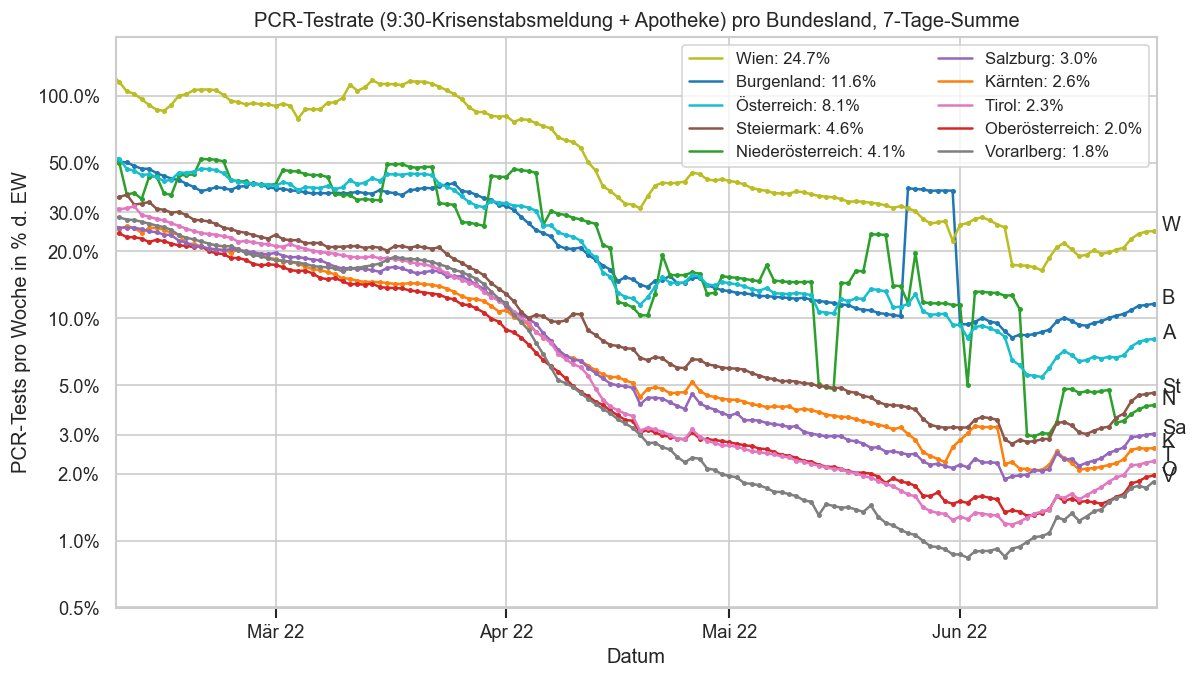 PCR-Testrate (9:30-Krisenstabsmeldung + Apotheke) pro Bundesland, 7-Tage-Summe
Wien: 24.7%
Burgenland: 11.6%
Österreich: 8.1%
Steiermark: 4.6%
Niederösterreich: 4.1%
Salzburg: 3.0%
Kärnten: 2.6%
Tirol: 2.3%
Oberösterreich: 2.0%
Vorarlberg: 1.8%
PCR-Tests pro Woche in % d. EW
100.0%
50.0%
30.0%
20.0%
10.0%
5.0%
3.0%
2.0%
1.0%
0.5%
W
B
A
St
N
Sa
K
T
O
V
Mär 22
Apr 22
Mai 22
Jun 22
Datum